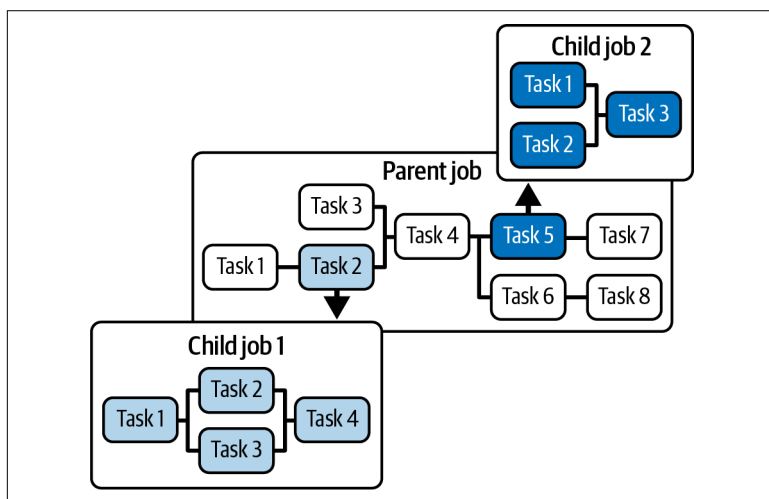 Child job 2
Task 1
Task 3
Task 2
Parent job
Task 3
Task 4
Task 5
Task 7
Task 1
Task 2
Task 6
Task 8
Child job 1
Task 2
Task 1
Task 4
Task 3